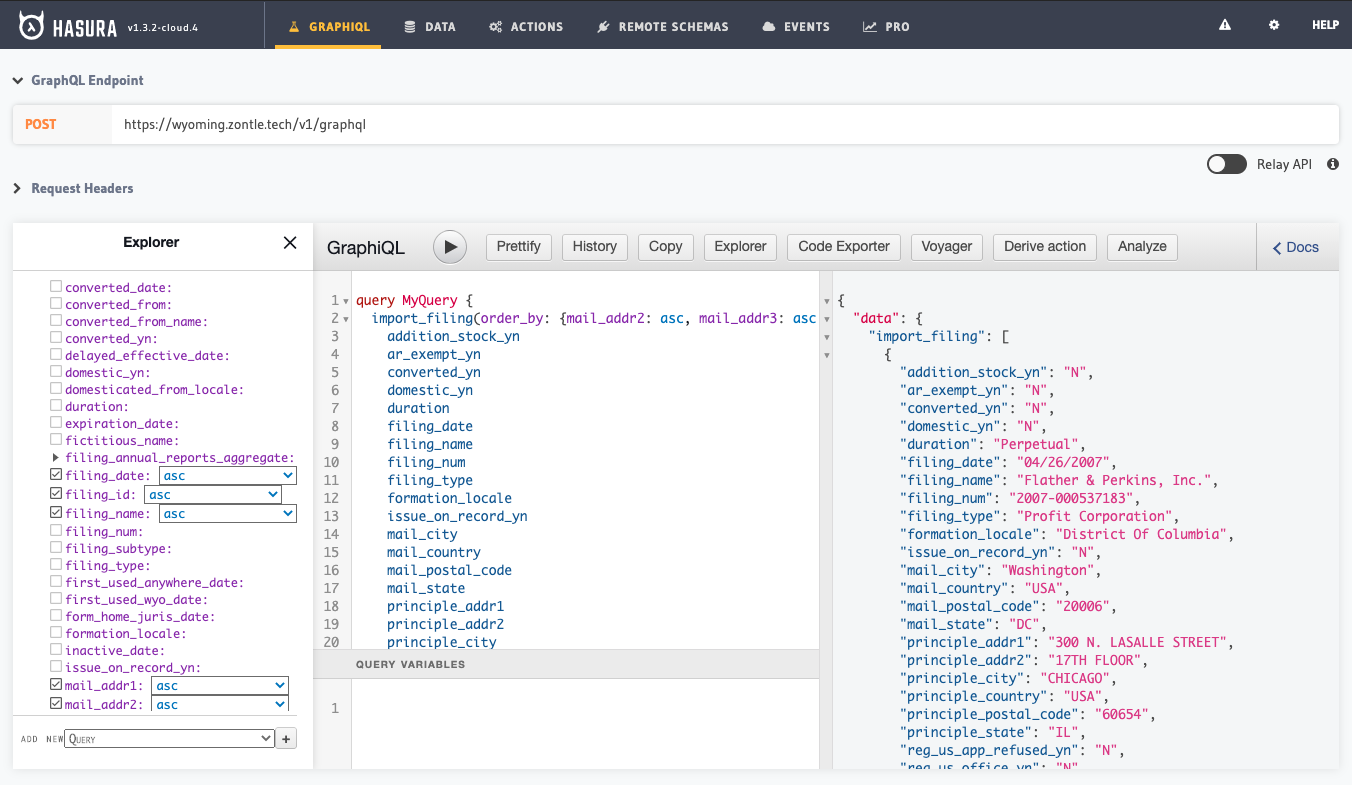 HASURA v1.3.2-cloud.4 GRAPHIQL DATA ACTIONS REMOTE SCHEMAS EVENTS PRO HELP
GraphQL Endpoint
POST https://wyoming.zontle.tech/v1/graphql
Relay API
Request Headers
Explorer
converted_date:
converted_from:
converted_from_name:
converted_yn:
delayed_effective_date:
domestic_yn:
domesticated_from_locale:
duration:
expiration_date:
fictitious_name:
filing_annual_reports_aggregate:
filing_date: asc
filing_id: asc
filing_name: asc
filing_num:
filing_subtype:
filing_type:
first_used_anywhere_date:
first_used_wyo_date:
form_home_juris_date:
formation_locale:
inactive_date:
issue_on_record_yn:
mail_addr1: asc
mail_addr2: asc
ADD NEW Query +
GraphiQL Prettify History Copy Explorer Code Exporter Voyager Derive action Analyze Docs
1 query MyQuery {
2 import_filing(order_by: {mail_addr2: asc, mail_addr3: asc
3 addition_stock_yn
4 ar_exempt_yn
5 converted_yn
6 domestic_yn
7 duration
8 filing_date
9 filing_name
10 filing_num
11 filing_type
12 formation_locale
13 issue_on_record_yn
14 mail_city
15 mail_country
16 mail_postal_code
17 mail_state
18 principle_addr1
19 principle_addr2
20 principle_city
QUERY VARIABLES
1
{
"data": {
"import_filing": [
{
"addition_stock_yn": "N",
"ar_exempt_yn": "N",
"converted_yn": "N",
"domestic_yn": "N",
"duration": "Perpetual",
"filing_date": "04/26/2007",
"filing_name": "Flather & Perkins, Inc.",
"filing_num": "2007-000537183",
"filing_type": "Profit Corporation",
"formation_locale": "District Of Columbia",
"issue_on_record_yn": "N",
"mail_city": "Washington",
"mail_country": "USA",
"mail_postal_code": "20006",
"mail_state": "DC",
"principle_addr1": "300 N. LASALLE STREET",
"principle_addr2": "17TH FLOOR",
"principle_city": "CHICAGO",
"principle_country": "USA",
"principle_postal_code": "60654",
"principle_state": "IL",
"reg_us_app_refused_yn": "N",
"reg_us_office_yn": "N"